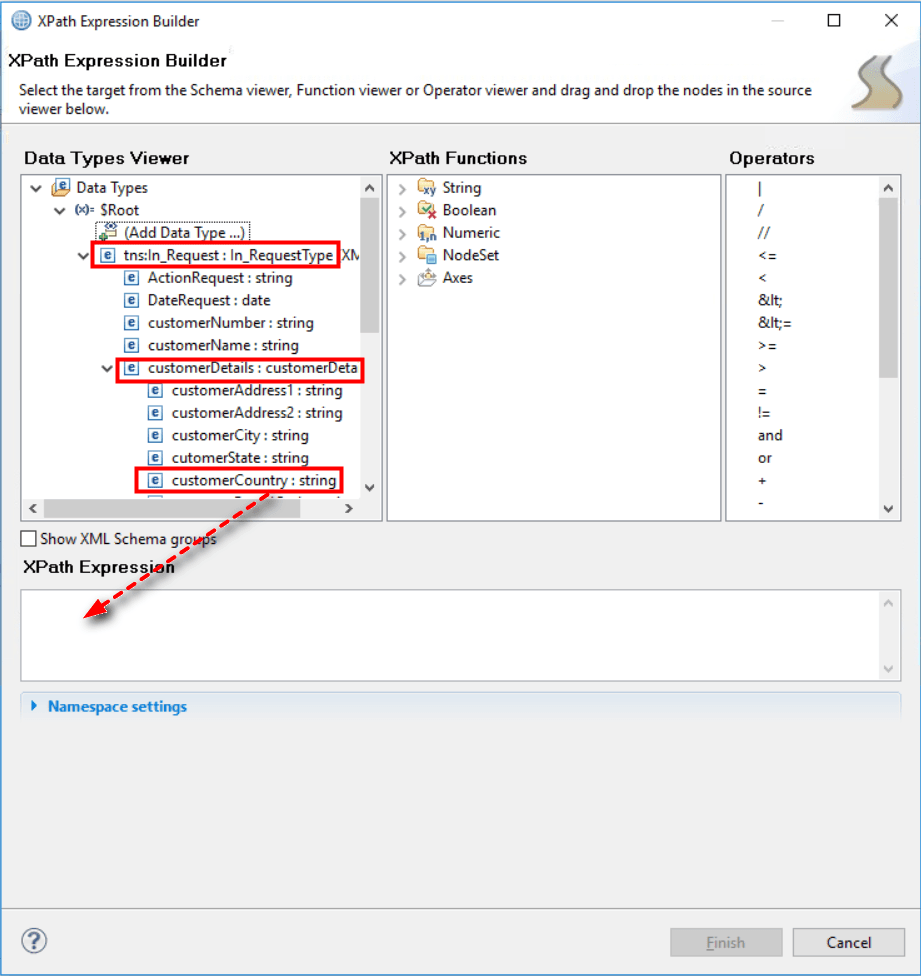 XPath Expression Builder
XPath Expression Builder
Select the target from the Schema viewer, Function viewer or Operator viewer and drag and drop the nodes in the source
viewer below.
Data Types Viewer
XPath Functions
Operators
Data Types
$Root
(Add Data Type ...)
tns:In_Request : In_RequestType XM
ActionRequest : string
DateRequest : date
customerNumber : string
customerName : string
customerDetails : customerDeta
customerAddress1 : string
customerAddress2 : string
customerCity : string
cutomerState : string
customerCountry : string
String
Boolean
Numeric
NodeSet
Axes
|
/
//
<=
<
&lt;
&lt;=
>=
>
=
!=
and
or
+
-
Show XML Schema groups
XPath Expression
Namespace settings
Finish
Cancel